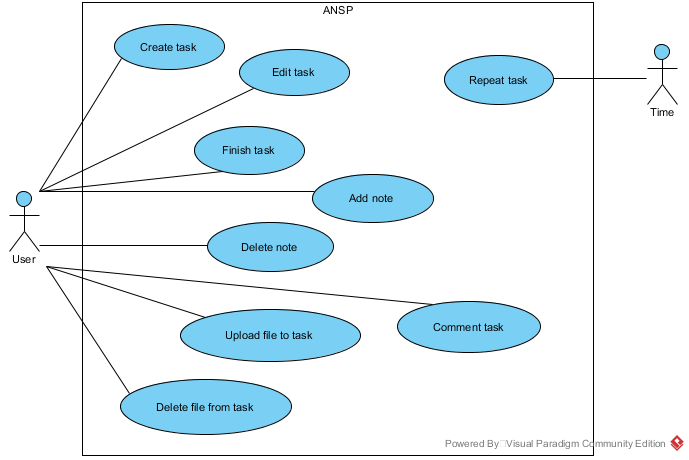 ANSP
Create task
Edit task
Repeat task
Time
Finish task
Add note
User
Delete note
Upload file to task
Comment task
Delete file from task
Powered By Visual Paradigm Community Edition